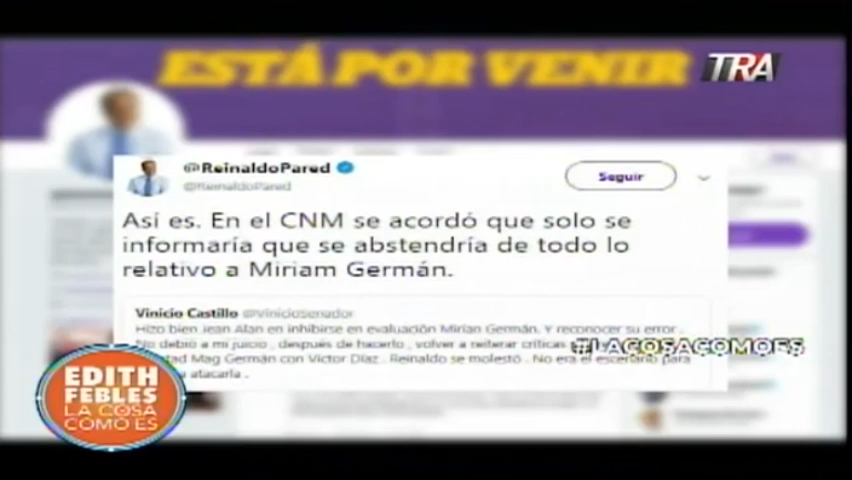 ESTÁ POR VENIR
TRA
@ReinaldoPared
@ReinaldoPared
Seguir
Así es. En el CNM se acordó que solo se
informaría que se abstendría de todo lo
relativo a Miriam Germán.
Vinicio Castillo @ViniciosenadorHizo bien Jean Alan en inhibirse en evaluación Mirian Germán. Y reconocer su error .
No debió a mi juicio , después de hacerlo , volver a reiterar críticas
Mag Germán con Victor Díaz . Reinaldo se molestó . No era el escenario para
atacarla .
#LACOSACOMOES
EDITH
FEBLES
LA COSA
COMO ES